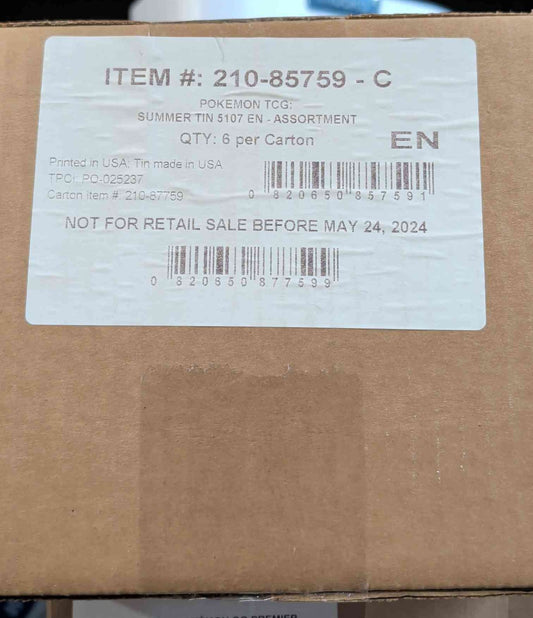 ITEM #: 210-85759 - C
POKEMON TCG:
SUMMER TIN 5107 EN - ASSORTMENT
QTY: 6 per Carton
EN
Printed in USA; Tin made in USA
TPCi: PO-025237
Carton Item #: 210-87759
0 820650 857591
NOT FOR RETAIL SALE BEFORE MAY 24, 2024
0 820650 877599